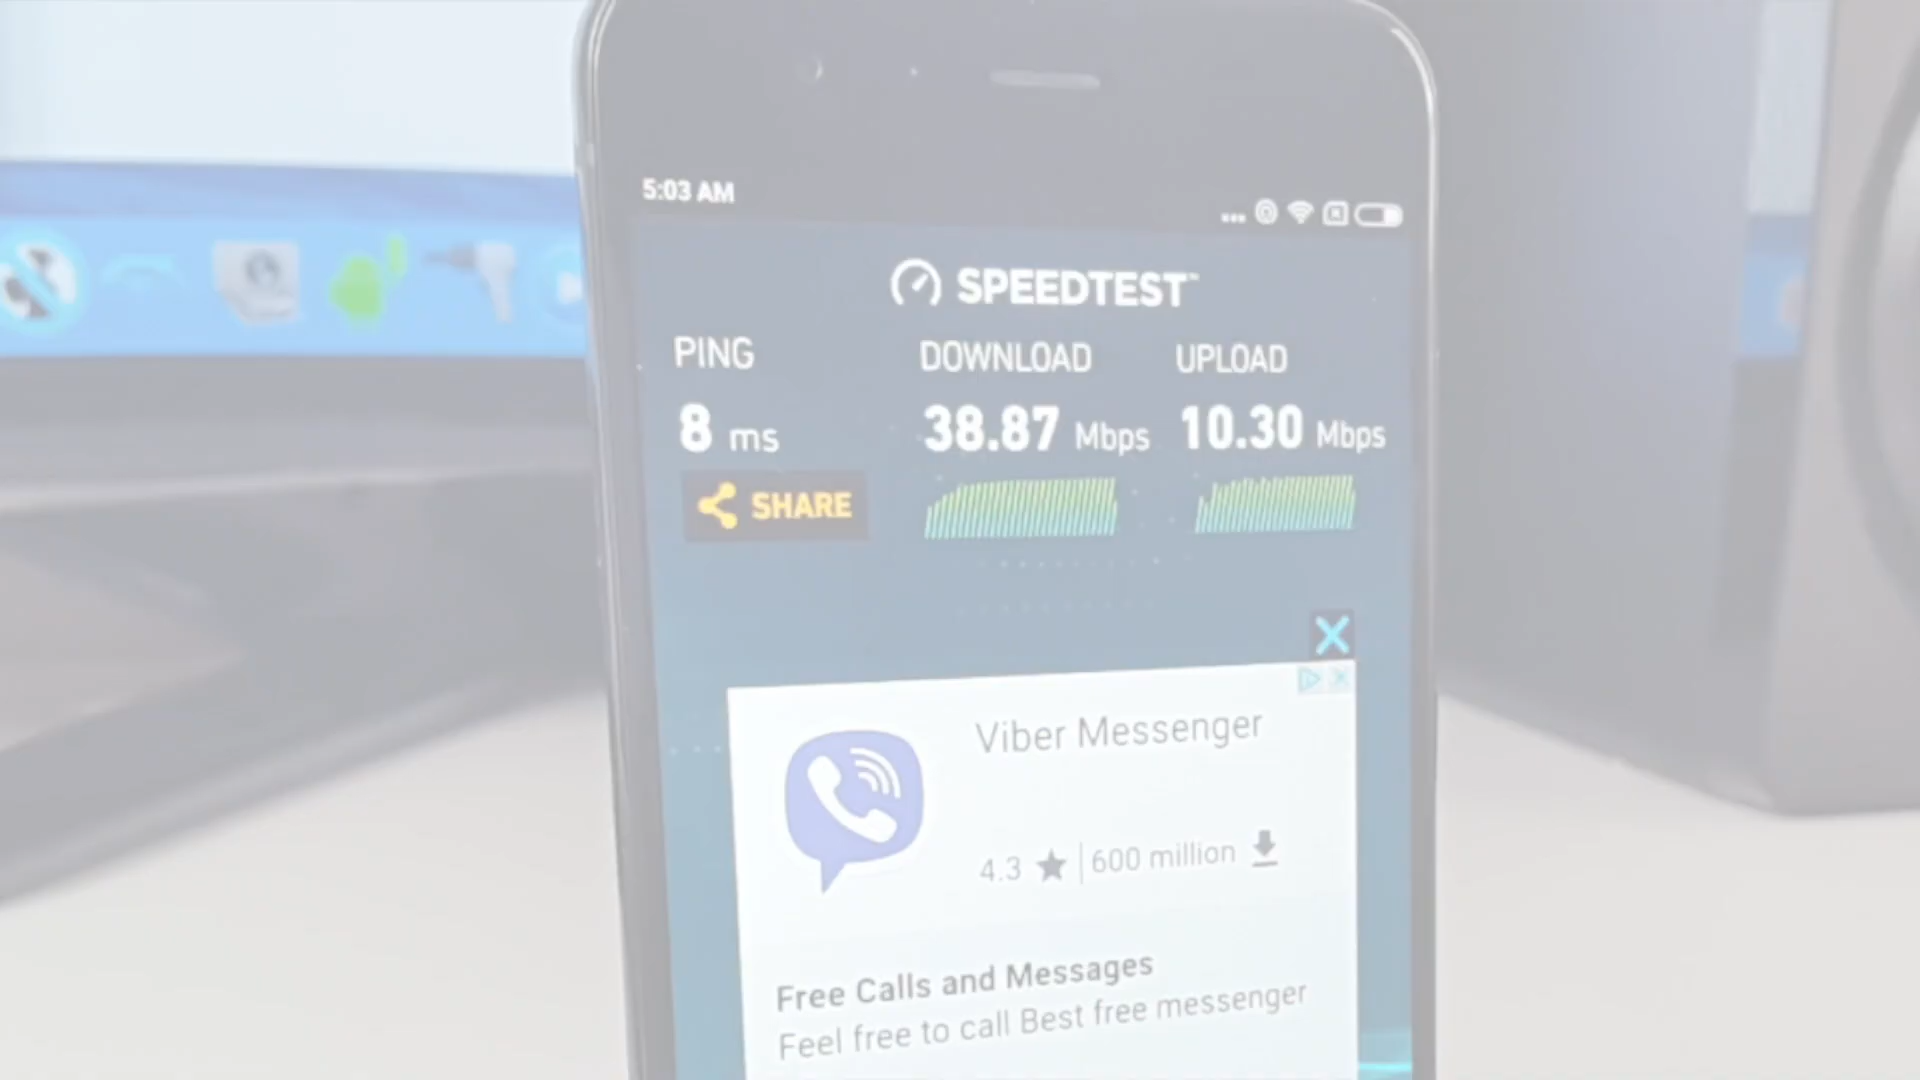 5:03 AM
SPEEDTEST™
PING DOWNLOAD UPLOAD
8 ms 38.87 Mbps 10.30 Mbps
SHARE
Viber Messenger
4.3 ★ | 600 million
Free Calls and Messages
Feel free to call Best free messenger